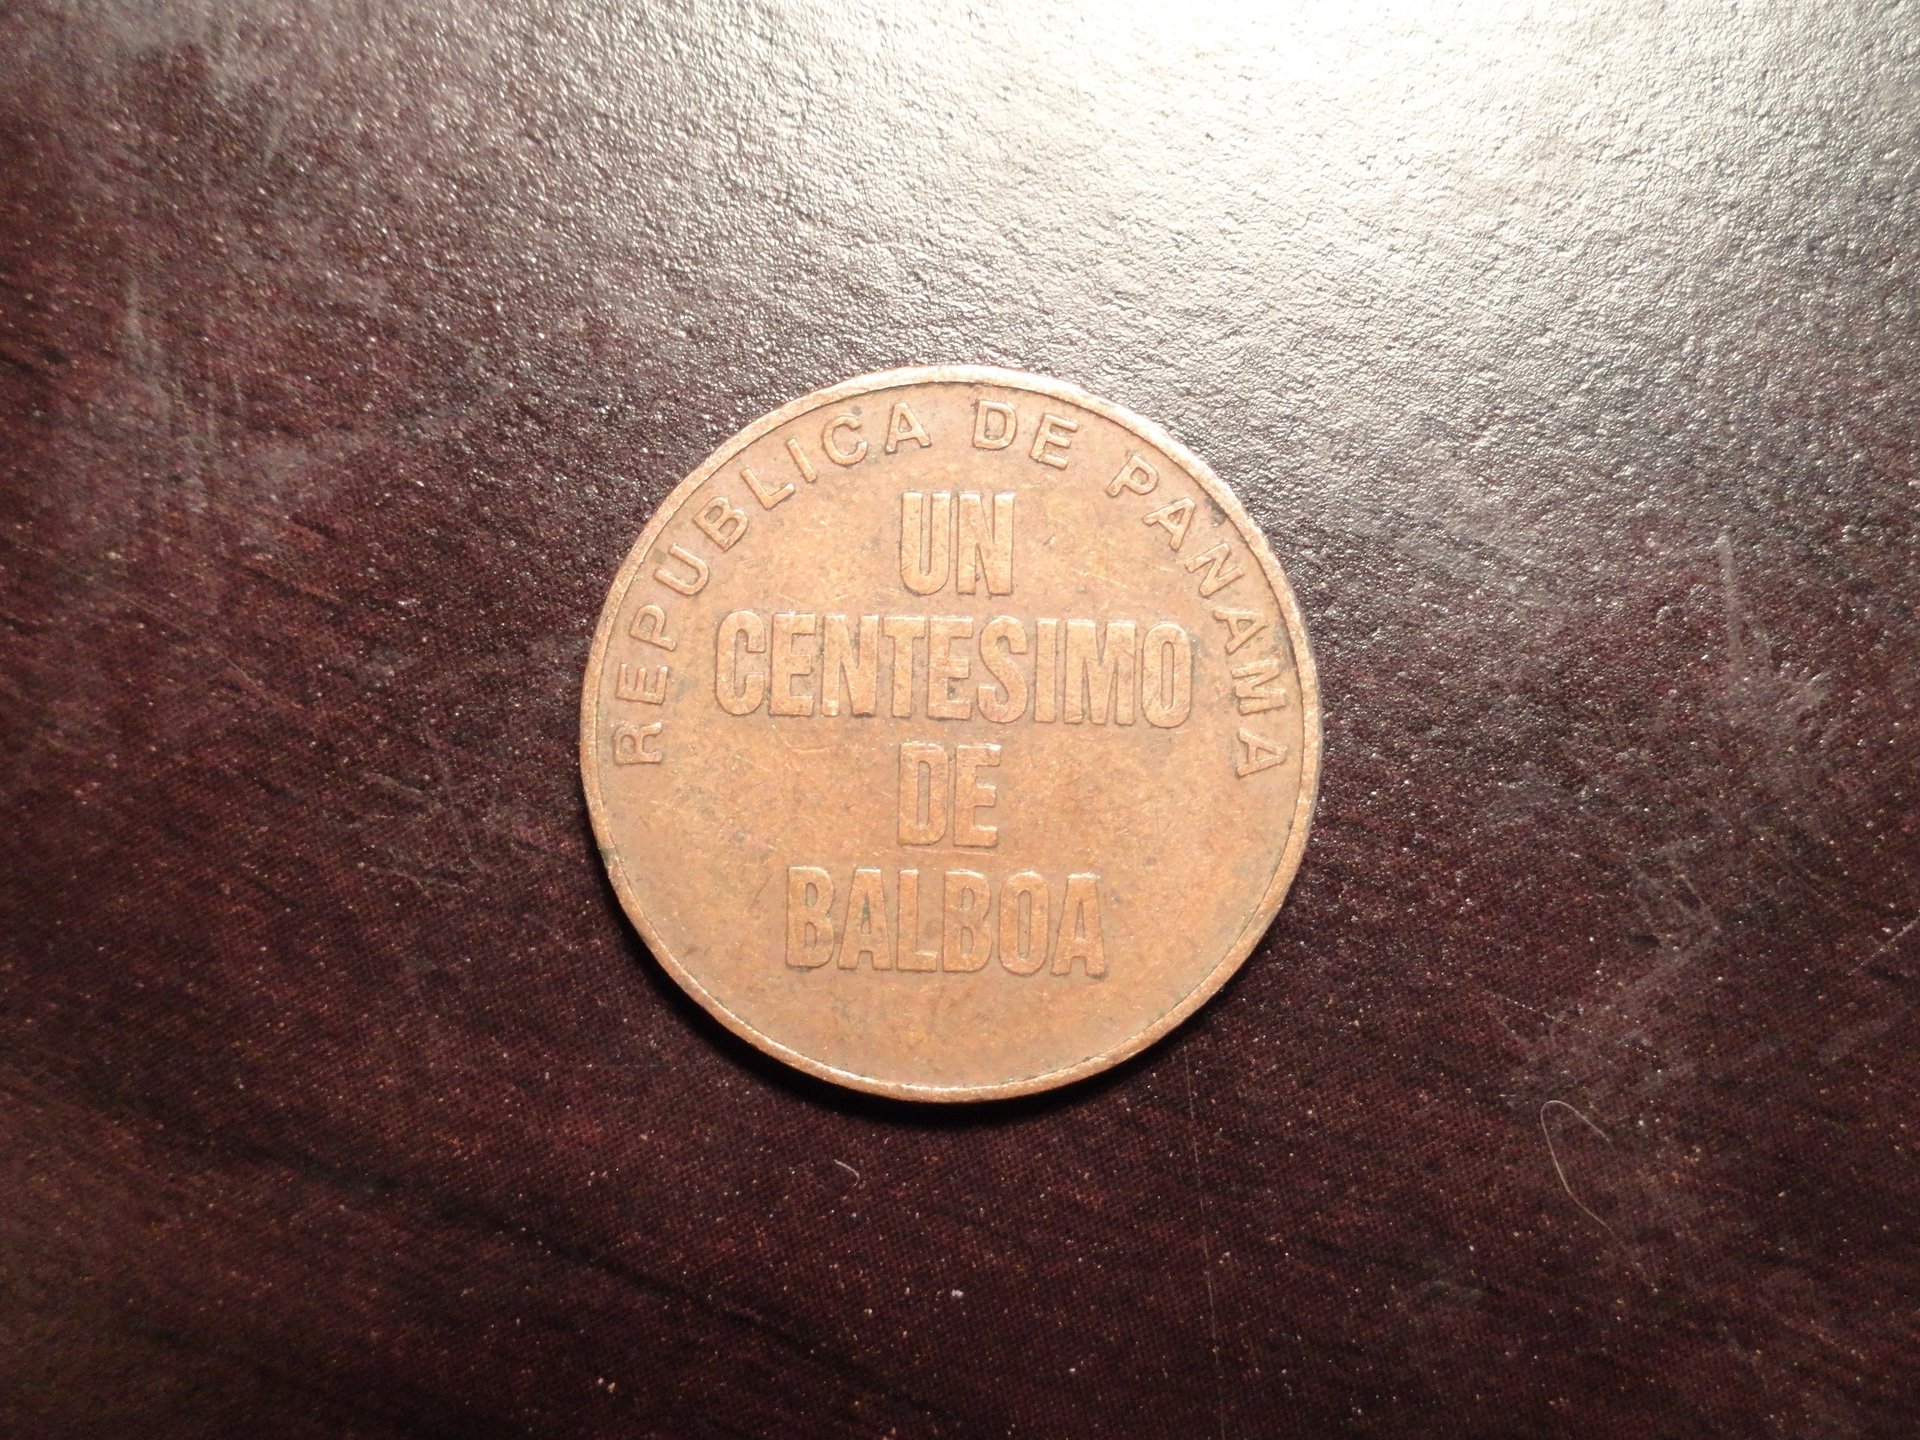 REPUBLICA DE PANAMA
UN
CENTESIMO
DE
BALBOA